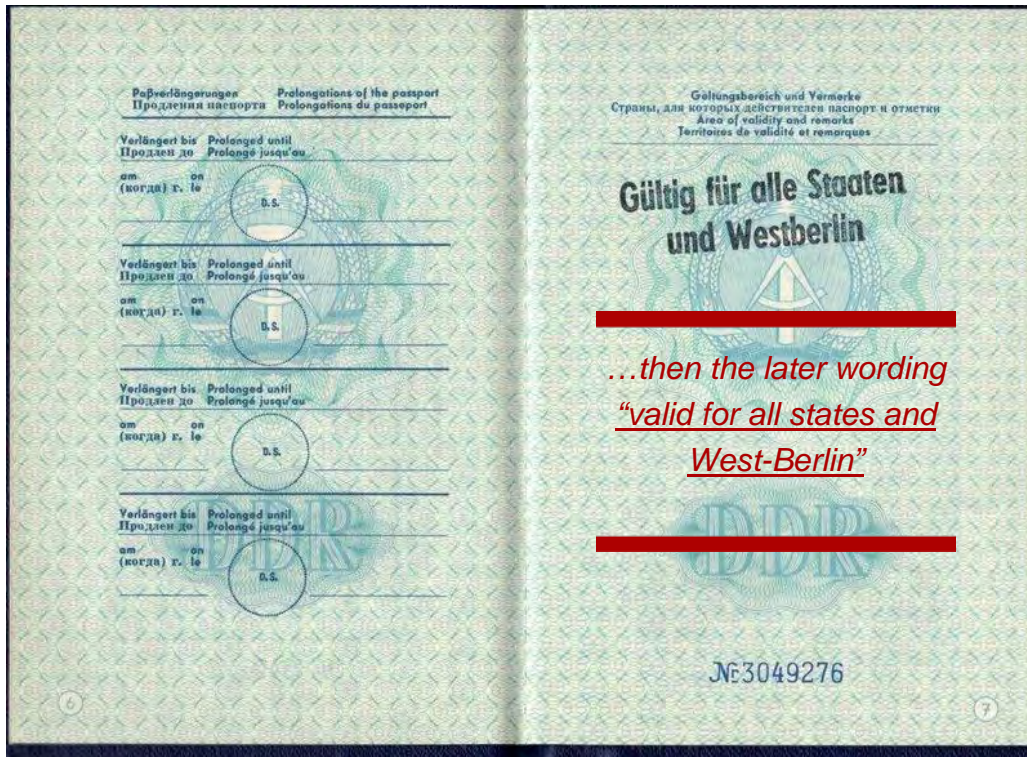 Paßverlängerungen Prolongations of the passport
Продления паспорта Prolongations du passeport
Verlängert bis Prolonged until
Продлен до Prolongé jusqu'au
am on
(когда) г. le
D. S.
Verlängert bis Prolonged until
Продлен до Prolongé jusqu'au
am on
(когда) г. le
D. S.
Verlängert bis Prolonged until
Продлен до Prolongé jusqu'au
am on
(когда) г. le
D. S.
Verlängert bis Prolonged until
Продлен до Prolongé jusqu'au
am on
(когда) г. le
D. S.
DDR
6
Geltungsbereich und Vermerke
Страны, для которых действителен паспорт и отметки
Area of validity and remarks
Territoires de validité et remarques
Gültig für alle Staaten
und Westberlin
…then the later wording
“valid for all states and
West-Berlin”
DDR
№3049276
7